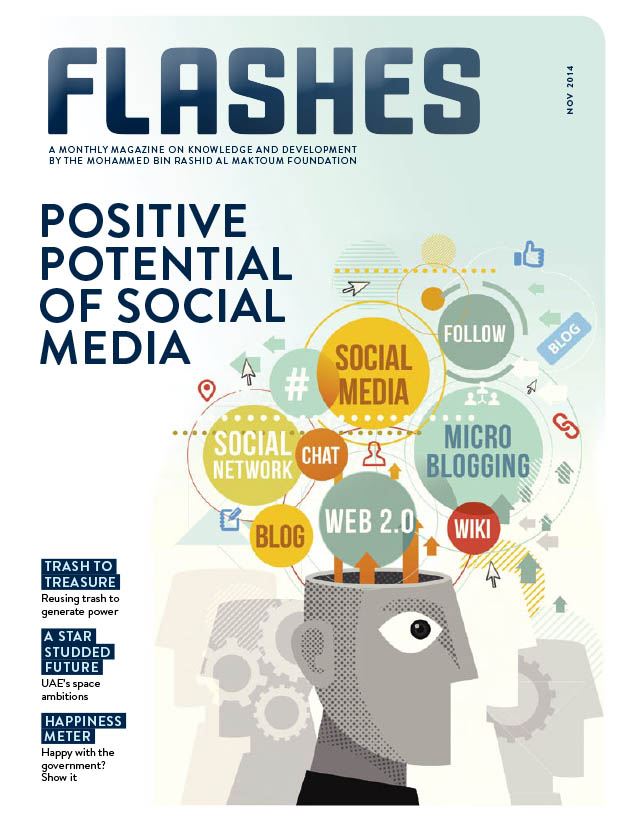 FLASHES
NOV 2014
A MONTHLY MAGAZINE ON KNOWLEDGE AND DEVELOPMENT
BY THE MOHAMMED BIN RASHID AL MAKTOUM FOUNDATION
POSITIVE
POTENTIAL
OF SOCIAL
MEDIA
FOLLOW
BLOG
SOCIAL
MEDIA
#
MICRO
BLOGGING
SOCIAL
NETWORK
CHAT
BLOG
WEB 2.0
WIKI
TRASH TO
TREASURE
Reusing trash to
generate power
A STAR
STUDDED
FUTURE
UAE's space
ambitions
HAPPINESS
METER
Happy with the
government?
Show it